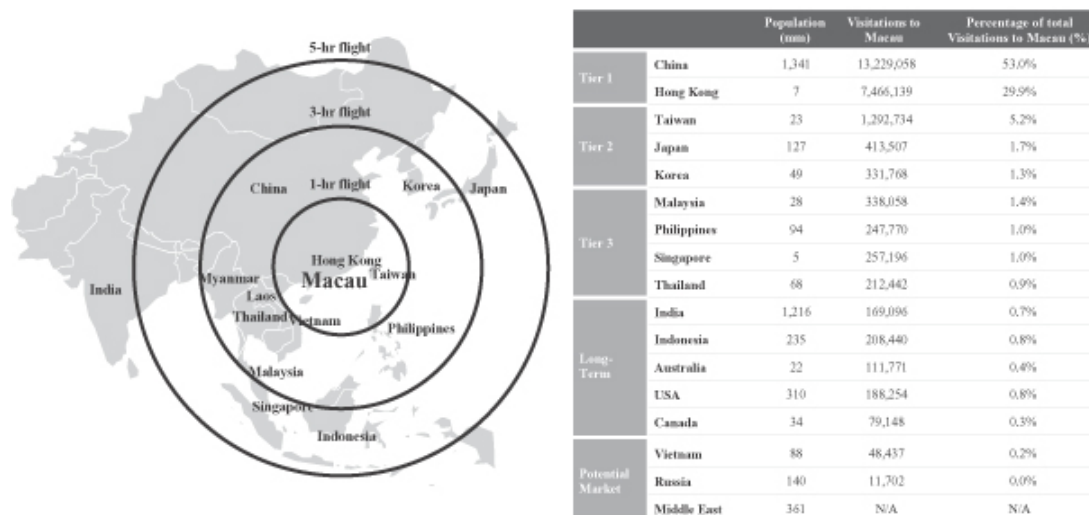 5-hr flight
3-hr flight
China
1-hr flight
Korea
Japan
Hong Kong
Macau
Taiwan
India
Myanmar
Laos
Thailand
Vietnam
Philippines
Malaysia
Singapore
Indonesia
Population (mm) Visitations to Macau Percentage of total Visitations to Macau (%)
Tier 1
China 1,341 13,229,058 53.0%
Hong Kong 7 7,466,139 29.9%
Tier 2
Taiwan 23 1,292,734 5.2%
Japan 127 413,507 1.7%
Korea 49 331,768 1.3%
Tier 3
Malaysia 28 338,058 1.4%
Philippines 94 247,770 1.0%
Singapore 5 257,196 1.0%
Thailand 68 212,442 0.9%
Long-Term
India 1,216 169,096 0.7%
Indonesia 235 208,440 0.8%
Australia 22 111,771 0.4%
USA 310 188,254 0.8%
Canada 34 79,148 0.3%
Potential Market
Vietnam 88 48,437 0.2%
Russia 140 11,702 0.0%
Middle East 361 N/A N/A